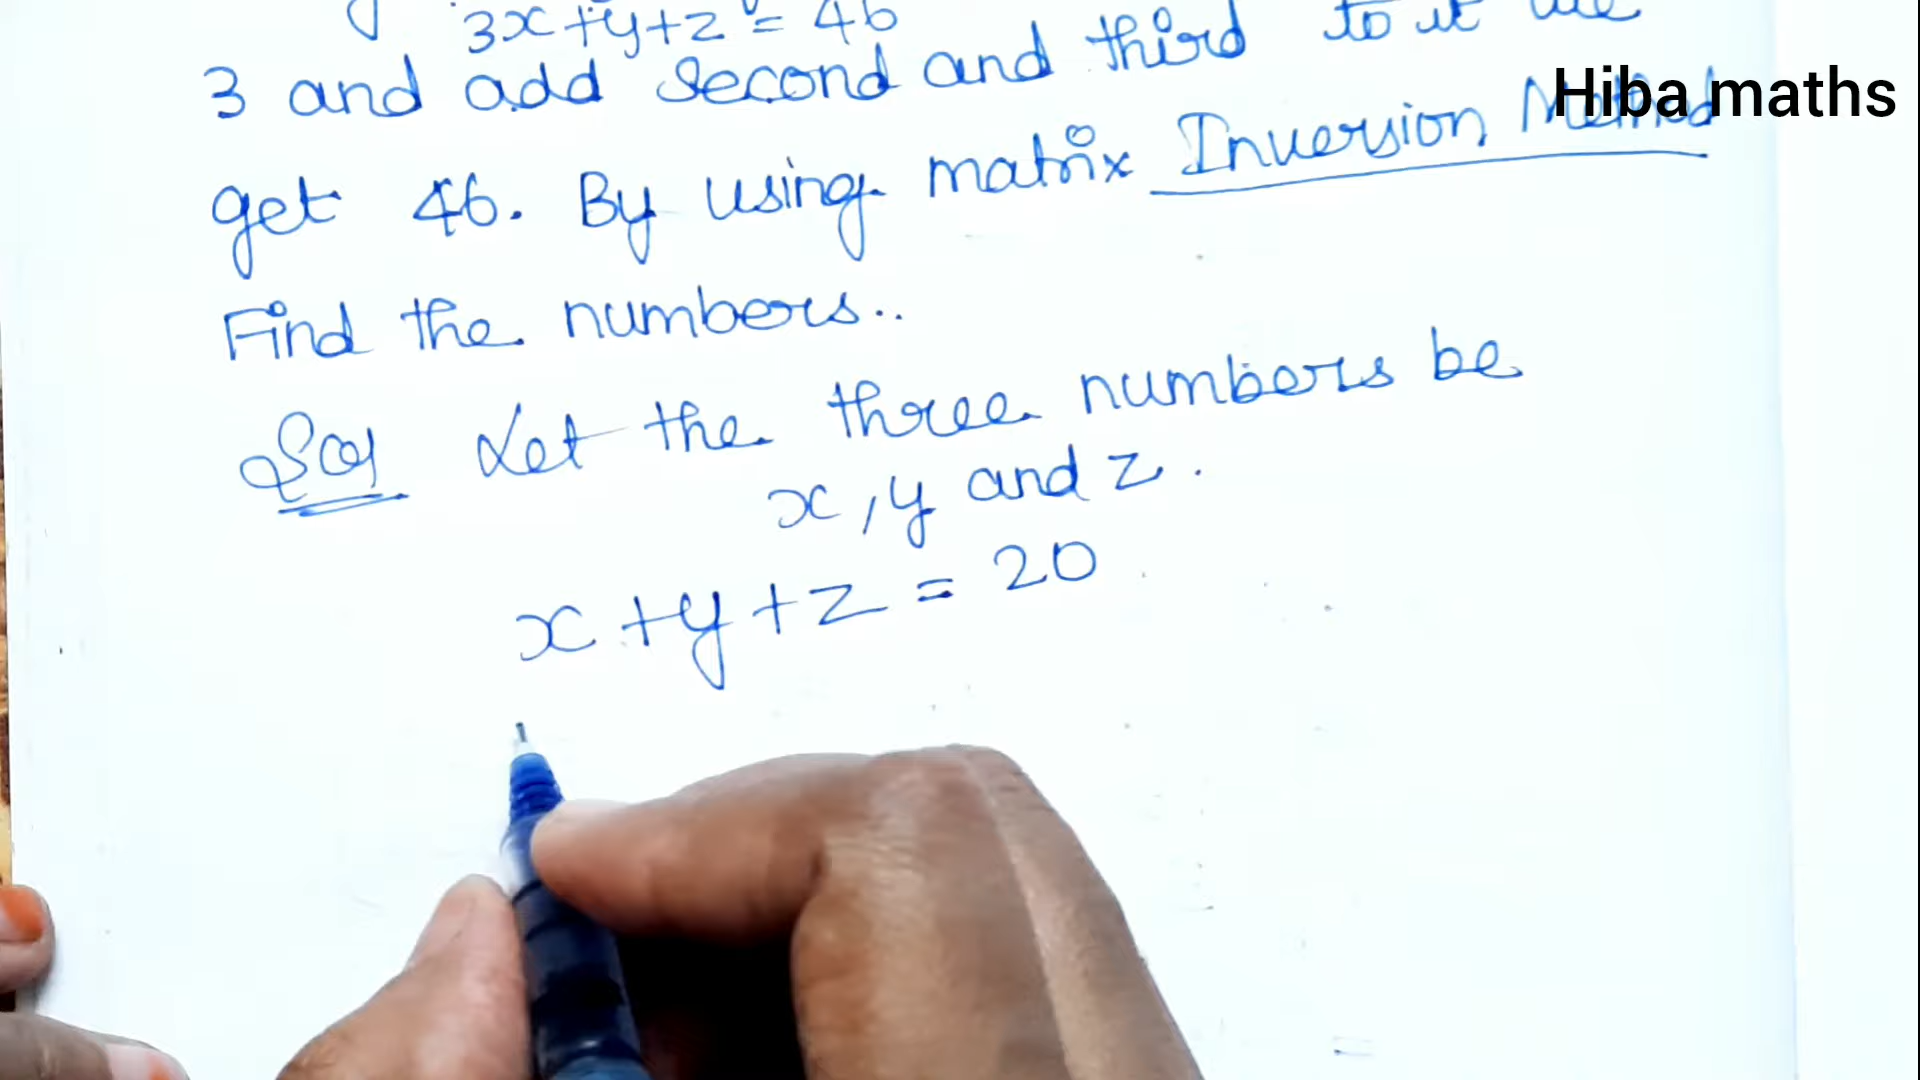 3x+y+z = 46
3 and add second and third to it we
Hiba maths
get 46. By using matrix Inversion Method
Find the numbers..
Sol Let the three numbers be
x, y and z.
x + y + z = 20